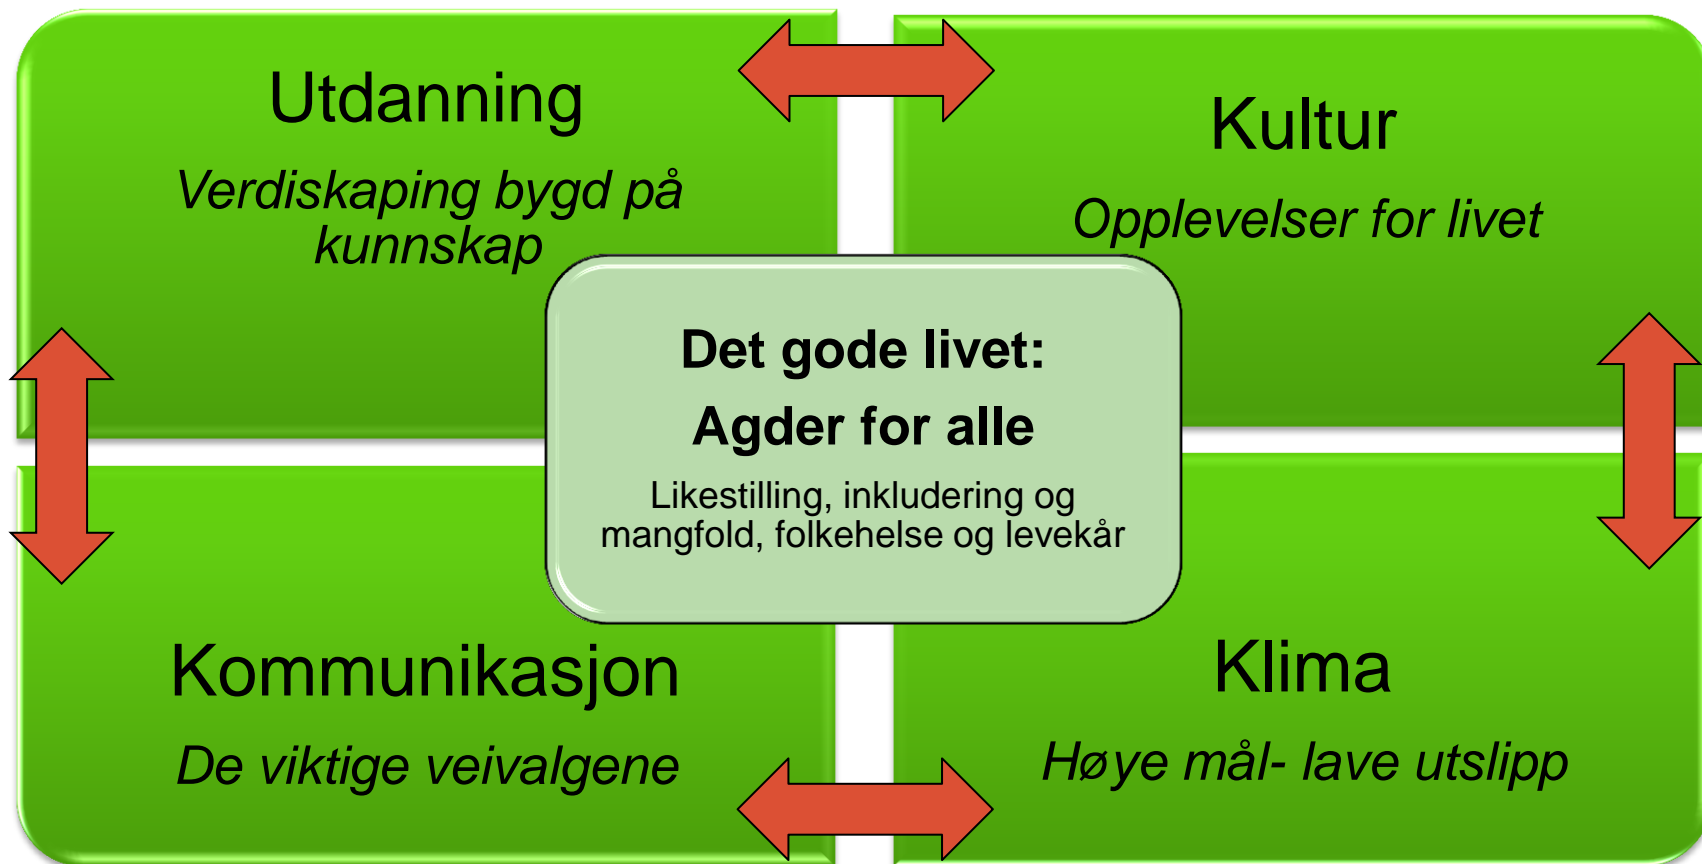 Utdanning
Verdiskaping bygd på
kunnskap
Kultur
Opplevelser for livet
Det gode livet:
Agder for alle
Likestilling, inkludering og
mangfold, folkehelse og levekår
Kommunikasjon
De viktige veivalgene
Klima
Høye mål- lave utslipp